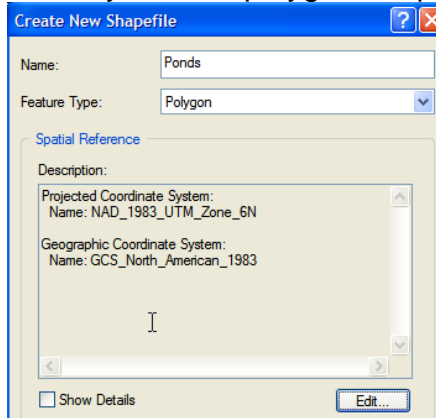 Create New Shapefile
Name: Ponds
Feature Type: Polygon
Spatial Reference
Description:
Projected Coordinate System:
Name: NAD_1983_UTM_Zone_6N
Geographic Coordinate System:
Name: GCS_North_American_1983
Show Details Edit...